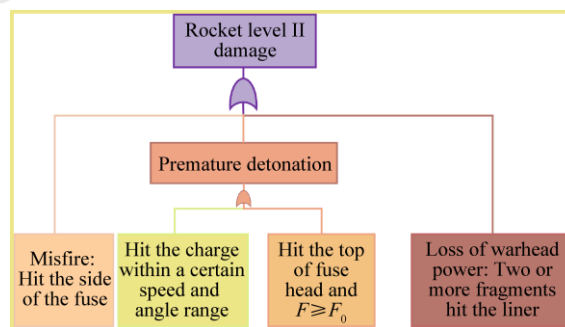 Rocket level II
damage
Premature detonation
Misfire:
Hit the side
of the fuse
Hit the charge
within a certain
speed and
angle range
Hit the top
of fuse
head and
F≥F₀
Loss of warhead
power: Two or
more fragments
hit the liner